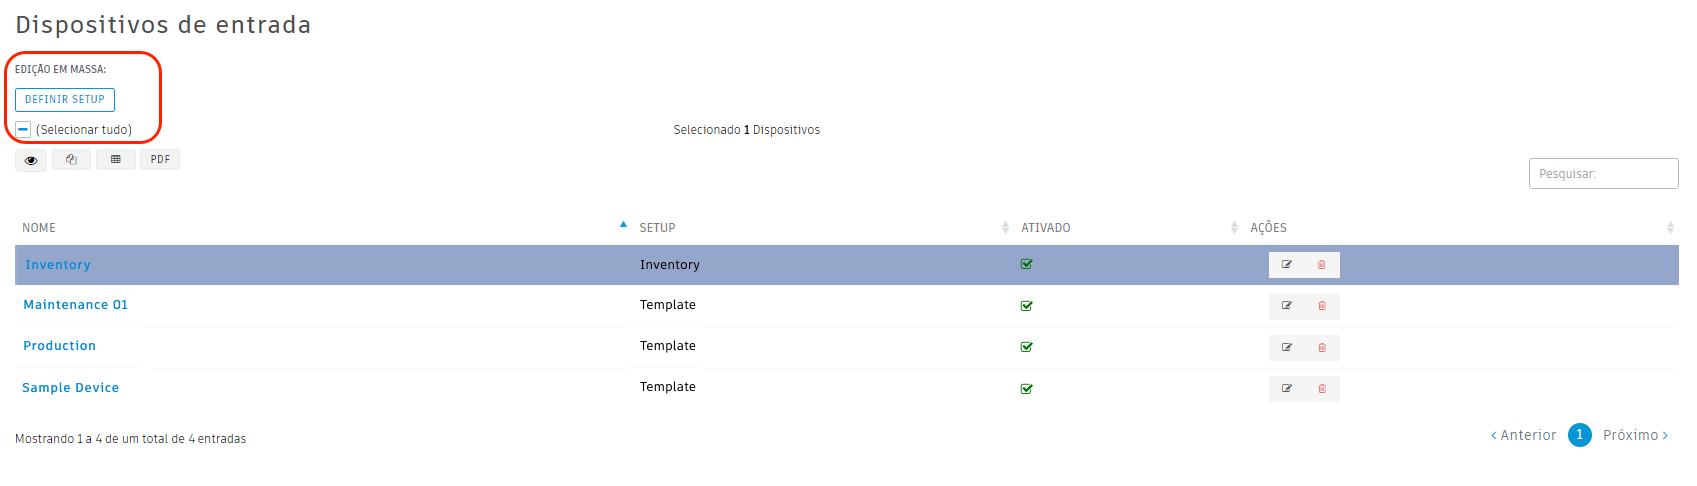 Dispositivos de entrada
EDIÇÃO EM MASSA:
DEFINIR SETUP
(Selecionar tudo)
Selecionado 1 Dispositivos
PDF
Pesquisar:
NOME SETUP ATIVADO AÇÕES
Inventory Inventory
Maintenance 01 Template
Production Template
Sample Device Template
Mostrando 1 a 4 de um total de 4 entradas
‹ Anterior 1 Próximo ›